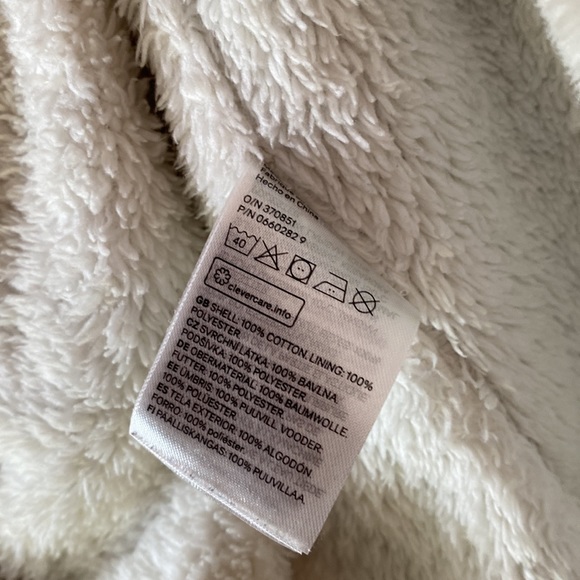 Hecho en China
O/N 370851
P/N 0660282 9
40
clevercare.info
GB SHELL: 100% COTTON. LINING: 100%
POLYESTER.
CZ SVRCHNI LÁTKA: 100% BAVLNA.
PODŠÍVKA: 100% POLYESTER.
DE OBERMATERIAL: 100% BAUMWOLLE.
FUTTER: 100% POLYESTER.
EE ÜMBRIS: 100% PUUVILL VOODER:
100% POLÜESTER.
ES TELA EXTERIOR: 100% ALGODÓN.
FORRO: 100% poliéster.
FI PÄÄLLISKANGAS: 100% PUUVILLAA.